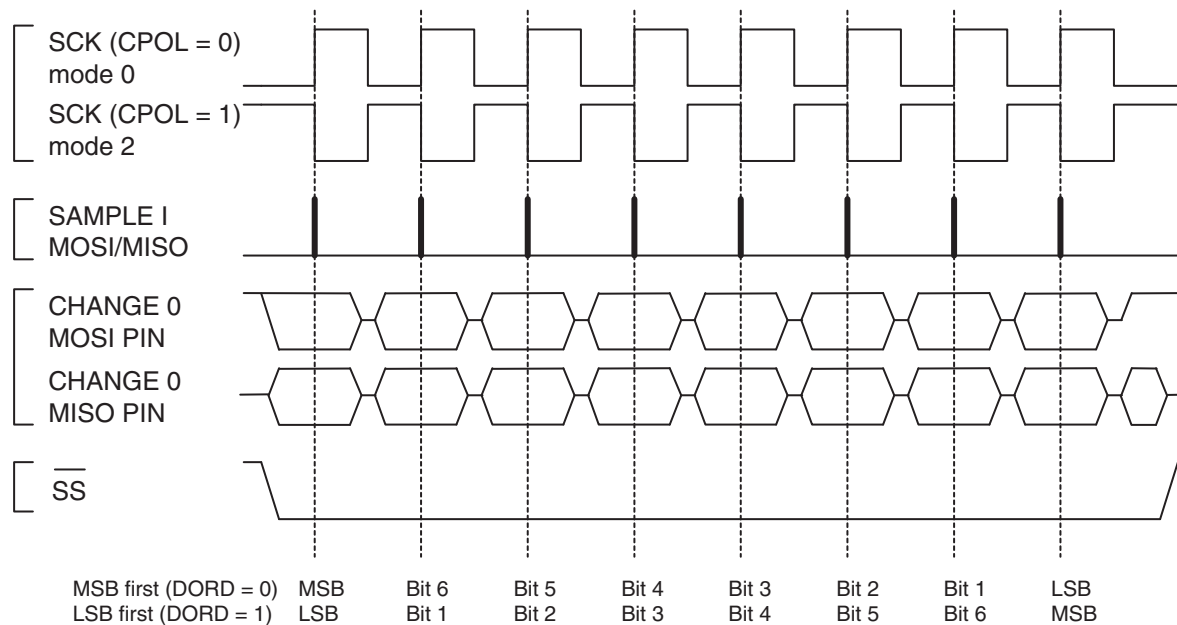 SCK (CPOL = 0)
mode 0
SCK (CPOL = 1)
mode 2
SAMPLE I
MOSI/MISO
CHANGE 0
MOSI PIN
CHANGE 0
MISO PIN
SS
MSB first (DORD = 0) MSB Bit 6 Bit 5 Bit 4 Bit 3 Bit 2 Bit 1 LSB
LSB first (DORD = 1) LSB Bit 1 Bit 2 Bit 3 Bit 4 Bit 5 Bit 6 MSB